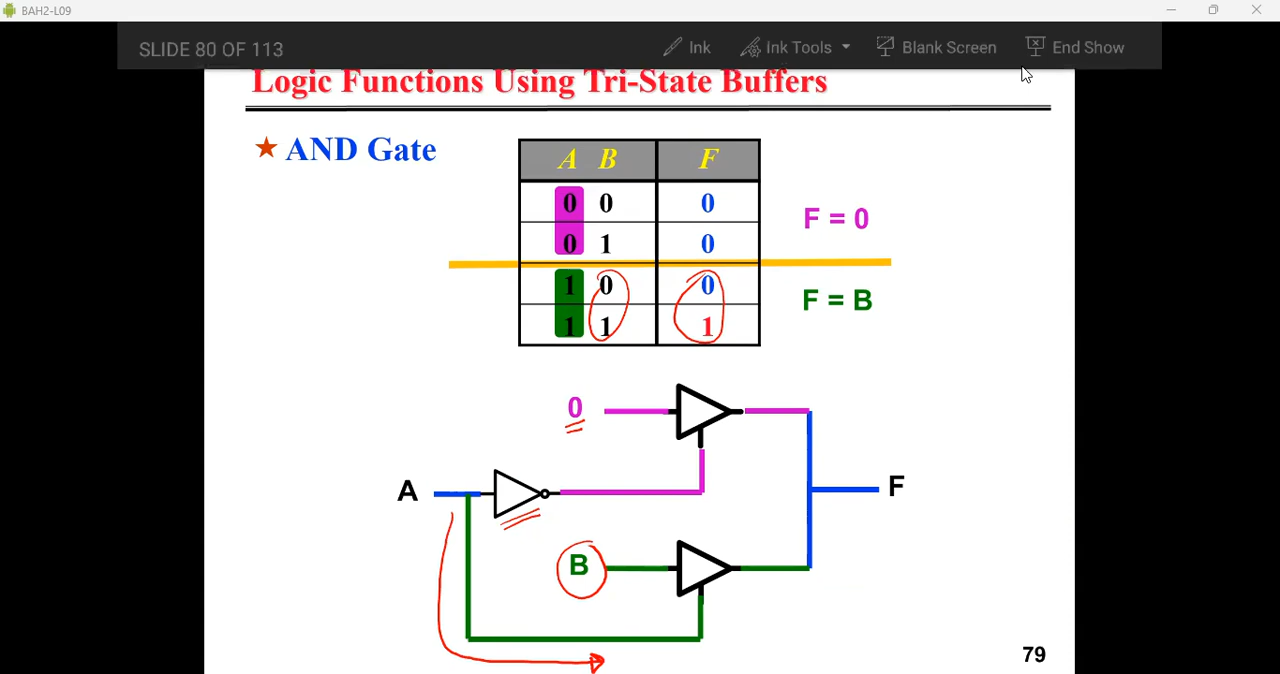 BAH2-L09
SLIDE 80 OF 113 Ink Ink Tools Blank Screen End Show
Logic Functions Using Tri-State Buffers
★ AND Gate
A B F
0 0 0
0 1 0
F = 0
1 0 0
1 1 1
F = B
0
A
F
B
79